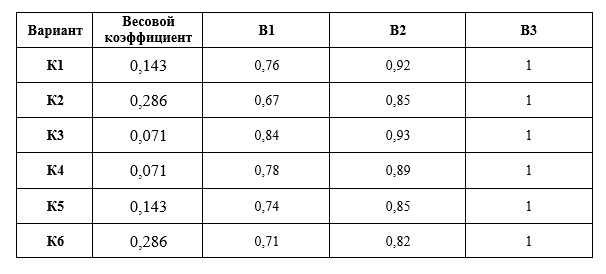 Вариант Весовой коэффициент В1 В2 В3
К1 0,143 0,76 0,92 1
К2 0,286 0,67 0,85 1
К3 0,071 0,84 0,93 1
К4 0,071 0,78 0,89 1
К5 0,143 0,74 0,85 1
К6 0,286 0,71 0,82 1